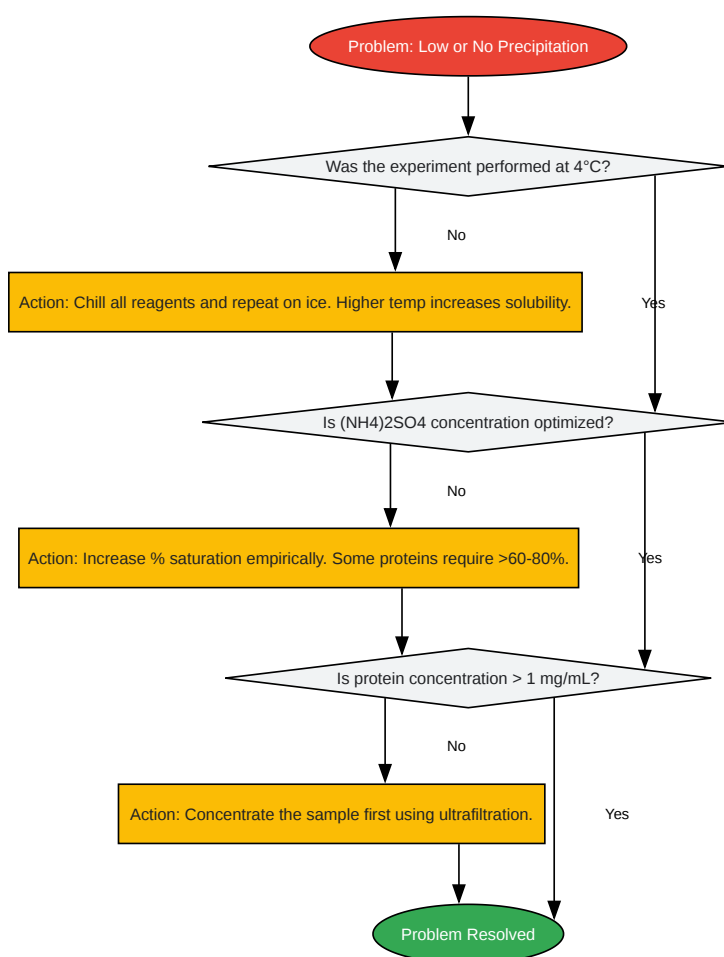 Problem: Low or No Precipitation
Was the experiment performed at 4°C?
No
Action: Chill all reagents and repeat on ice. Higher temp increases solubility.
Yes
Is (NH4)2SO4 concentration optimized?
No
Action: Increase % saturation empirically. Some proteins require >60-80%.
Yes
Is protein concentration > 1 mg/mL?
No
Action: Concentrate the sample first using ultrafiltration.
Yes
Problem Resolved